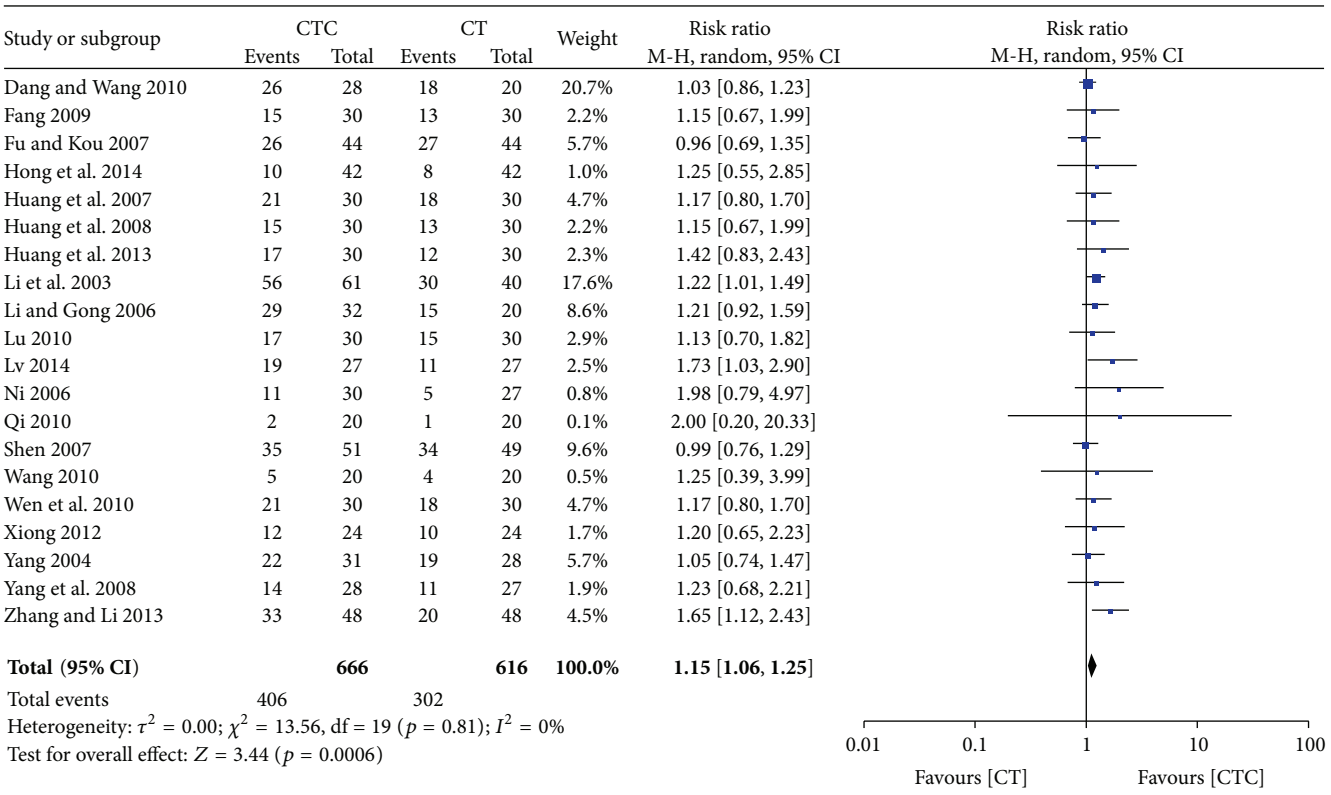 Study or subgroup CTC CT Weight Risk ratio Risk ratio
Events Total Events Total M-H, random, 95% CI M-H, random, 95% CI
Dang and Wang 2010 26 28 18 20 20.7% 1.03 [0.86, 1.23]
Fang 2009 15 30 13 30 2.2% 1.15 [0.67, 1.99]
Fu and Kou 2007 26 44 27 44 5.7% 0.96 [0.69, 1.35]
Hong et al. 2014 10 42 8 42 1.0% 1.25 [0.55, 2.85]
Huang et al. 2007 21 30 18 30 4.7% 1.17 [0.80, 1.70]
Huang et al. 2008 15 30 13 30 2.2% 1.15 [0.67, 1.99]
Huang et al. 2013 17 30 12 30 2.3% 1.42 [0.83, 2.43]
Li et al. 2003 56 61 30 40 17.6% 1.22 [1.01, 1.49]
Li and Gong 2006 29 32 15 20 8.6% 1.21 [0.92, 1.59]
Lu 2010 17 30 15 30 2.9% 1.13 [0.70, 1.82]
Lv 2014 19 27 11 27 2.5% 1.73 [1.03, 2.90]
Ni 2006 11 30 5 27 0.8% 1.98 [0.79, 4.97]
Qi 2010 2 20 1 20 0.1% 2.00 [0.20, 20.33]
Shen 2007 35 51 34 49 9.6% 0.99 [0.76, 1.29]
Wang 2010 5 20 4 20 0.5% 1.25 [0.39, 3.99]
Wen et al. 2010 21 30 18 30 4.7% 1.17 [0.80, 1.70]
Xiong 2012 12 24 10 24 1.7% 1.20 [0.65, 2.23]
Yang 2004 22 31 19 28 5.7% 1.05 [0.74, 1.47]
Yang et al. 2008 14 28 11 27 1.9% 1.23 [0.68, 2.21]
Zhang and Li 2013 33 48 20 48 4.5% 1.65 [1.12, 2.43]
Total (95% CI) 666 616 100.0% 1.15 [1.06, 1.25]
Total events 406 302
Heterogeneity: τ² = 0.00; χ² = 13.56, df = 19 (p = 0.81); I² = 0%
Test for overall effect: Z = 3.44 (p = 0.0006)
0.01 0.1 1 10 100
Favours [CT] Favours [CTC]